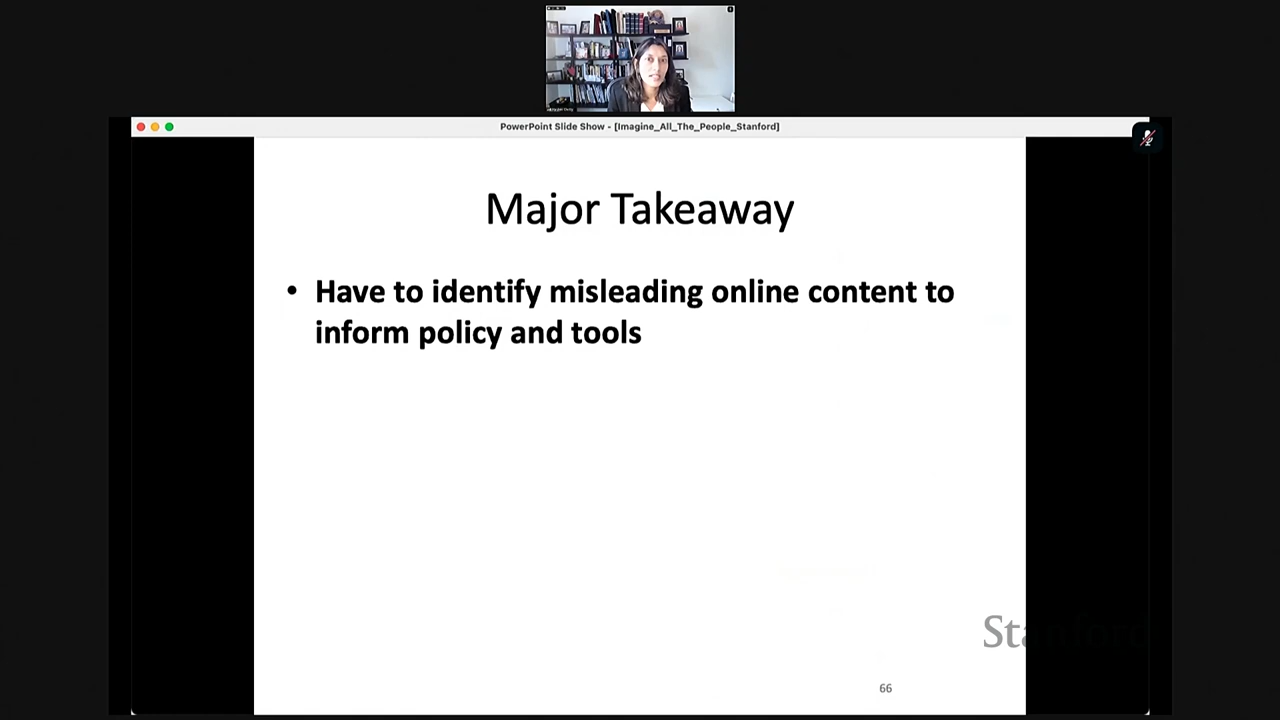 PowerPoint Slide Show - [Imagine_All_The_People_Stanford]
Major Takeaway
• Have to identify misleading online content to
inform policy and tools
Stanford
66